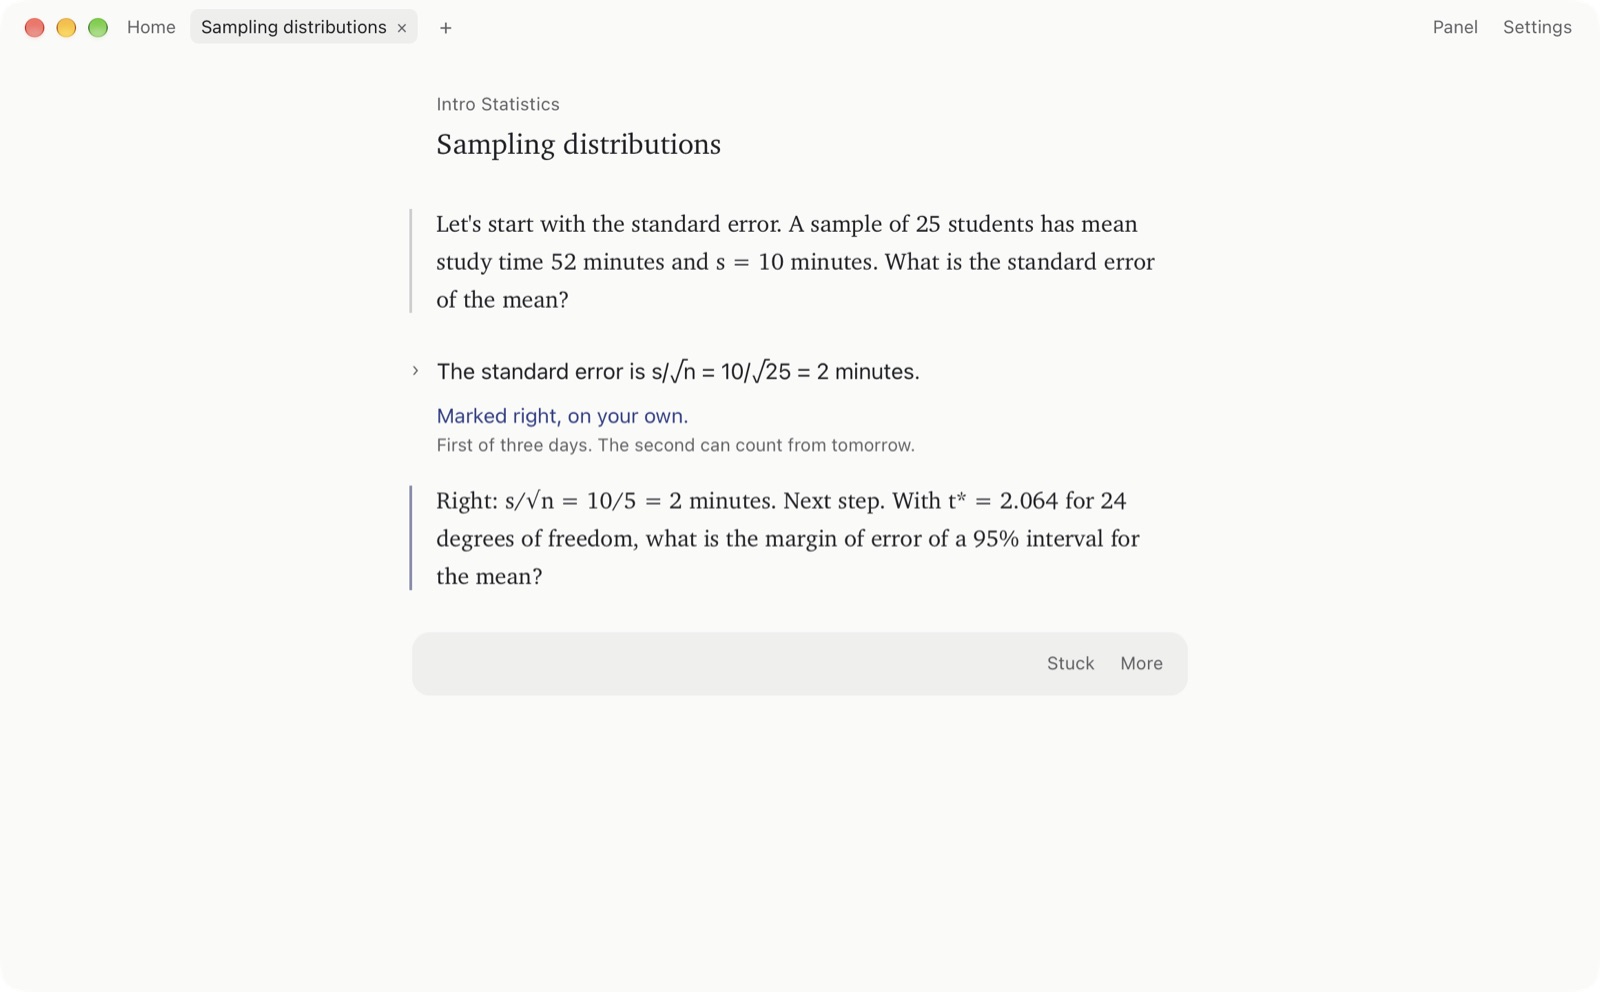 Home
Sampling distributions ×
+
Panel
Settings
Intro Statistics
Sampling distributions
Let's start with the standard error. A sample of 25 students has mean
study time 52 minutes and s = 10 minutes. What is the standard error
of the mean?
› The standard error is s/√n = 10/√25 = 2 minutes.
Marked right, on your own.
First of three days. The second can count from tomorrow.
Right: s/√n = 10/5 = 2 minutes. Next step. With t* = 2.064 for 24
degrees of freedom, what is the margin of error of a 95% interval for
the mean?
Stuck
More